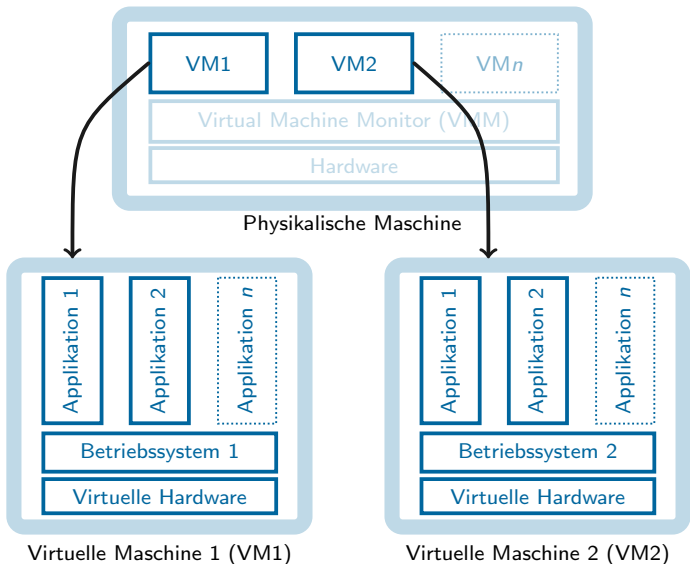 VM1
VM2
VMn
Virtual Machine Monitor (VMM)
Hardware
Physikalische Maschine
Applikation 1
Applikation 2
Applikation n
Betriebssystem 1
Virtuelle Hardware
Virtuelle Maschine 1 (VM1)
Applikation 1
Applikation 2
Applikation n
Betriebssystem 2
Virtuelle Hardware
Virtuelle Maschine 2 (VM2)